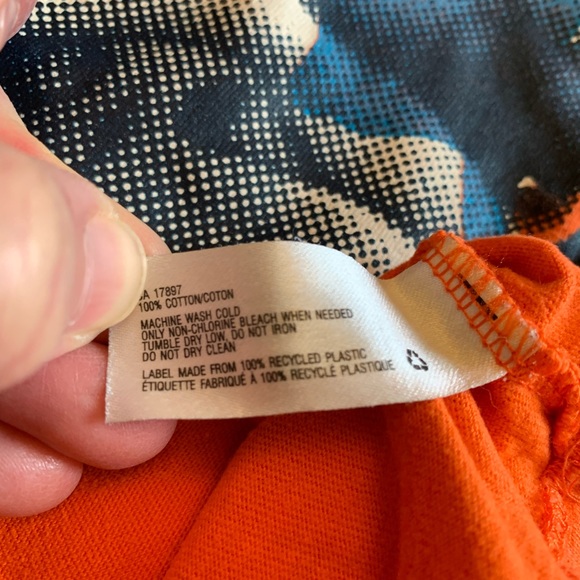 17897
100% COTTON/COTON
MACHINE WASH COLD
ONLY NON-CHLORINE BLEACH WHEN NEEDED
TUMBLE DRY LOW, DO NOT IRON
DO NOT DRY CLEAN
LABEL MADE FROM 100% RECYCLED PLASTIC
ÉTIQUETTE FABRIQUÉ À 100% RECYCLÉ PLASTIQUE